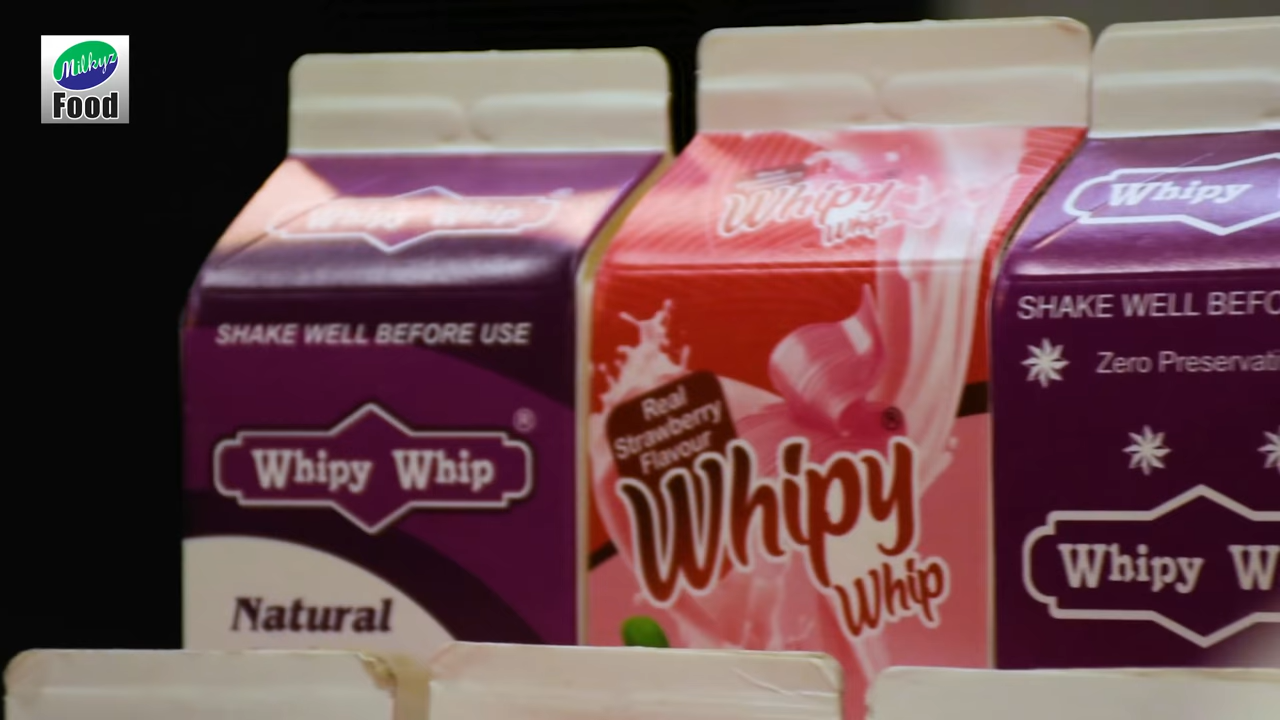 Milkyz
Food
Whipy Whip
SHAKE WELL BEFORE USE
Whipy Whip
®
Natural
Whipy
Whip
Real
Strawberry
Flavour
®
Whipy
Whip
Whipy
SHAKE WELL BEFO
Zero Preservati
Whipy W